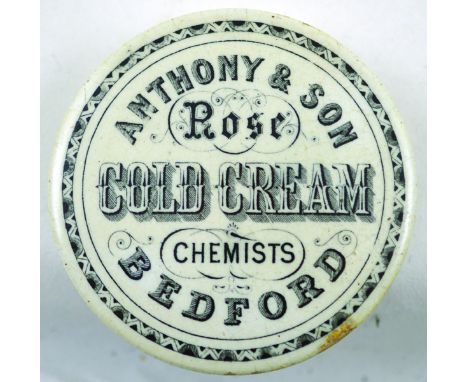 ANTHONY & SON
Rose
COLD CREAM
CHEMISTS
BEDFORD